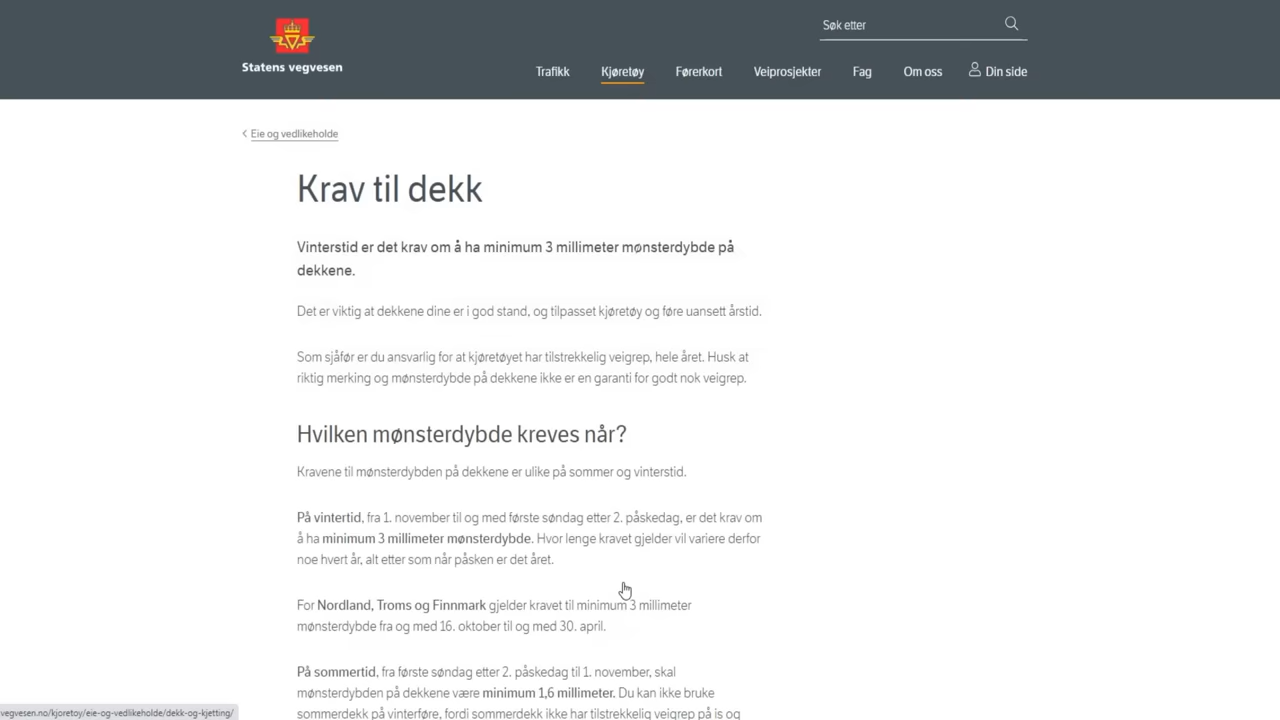 Søk etter
Statens vegvesen
Trafikk Kjøretøy Førerkort Veiprosjekter Fag Om oss Din side
Eie og vedlikeholde
Krav til dekk
Vinterstid er det krav om å ha minimum 3 millimeter mønsterdybde på
dekkene.
Det er viktig at dekkene dine er i god stand, og tilpasset kjøretøy og føre uansett årstid.
Som sjåfør er du ansvarlig for at kjøretøyet har tilstrekkelig veigrep, hele året. Husk at
riktig merking og mønsterdybde på dekkene ikke er en garanti for godt nok veigrep.
Hvilken mønsterdybde kreves når?
Kravene til mønsterdybden på dekkene er ulike på sommer og vinterstid.
På vintertid, fra 1. november til og med første søndag etter 2. påskedag, er det krav om
å ha minimum 3 millimeter mønsterdybde. Hvor lenge kravet gjelder vil variere derfor
noe hvert år, alt etter som når påsken er det året.
For Nordland, Troms og Finnmark gjelder kravet til minimum 3 millimeter
mønsterdybde fra og med 16. oktober til og med 30. april.
På sommertid, fra første søndag etter 2. påskedag til 1. november, skal
mønsterdybden på dekkene være minimum 1,6 millimeter. Du kan ikke bruke
sommerdekk på vinterføre, fordi sommerdekk ikke har tilstrekkelig veigrep på is og
vegvesen.no/kjoretoy/eie-og-vedlikeholde/dekk-og-kjetting/